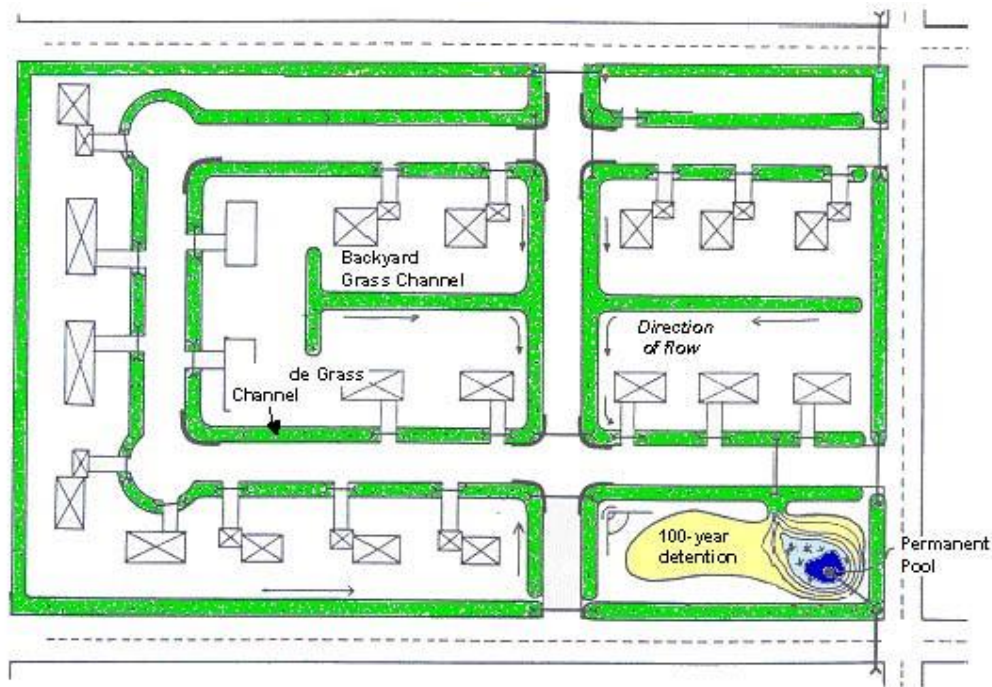 Backyard
Grass Channel
Direction
of flow
de Grass
Channel
100-year
detention
Permanent
Pool